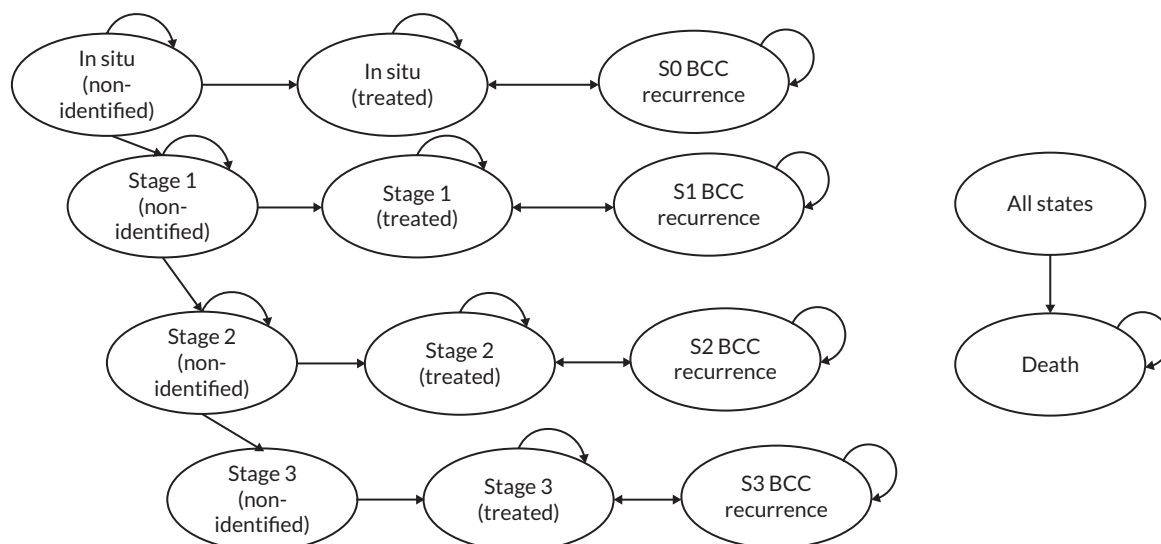 In situ
(non-
identified)
In situ
(treated)
S0 BCC
recurrence
Stage 1
(non-
identified)
Stage 1
(treated)
S1 BCC
recurrence
All states
Stage 2
(non-
identified)
Stage 2
(treated)
S2 BCC
recurrence
Death
Stage 3
(non-
identified)
Stage 3
(treated)
S3 BCC
recurrence